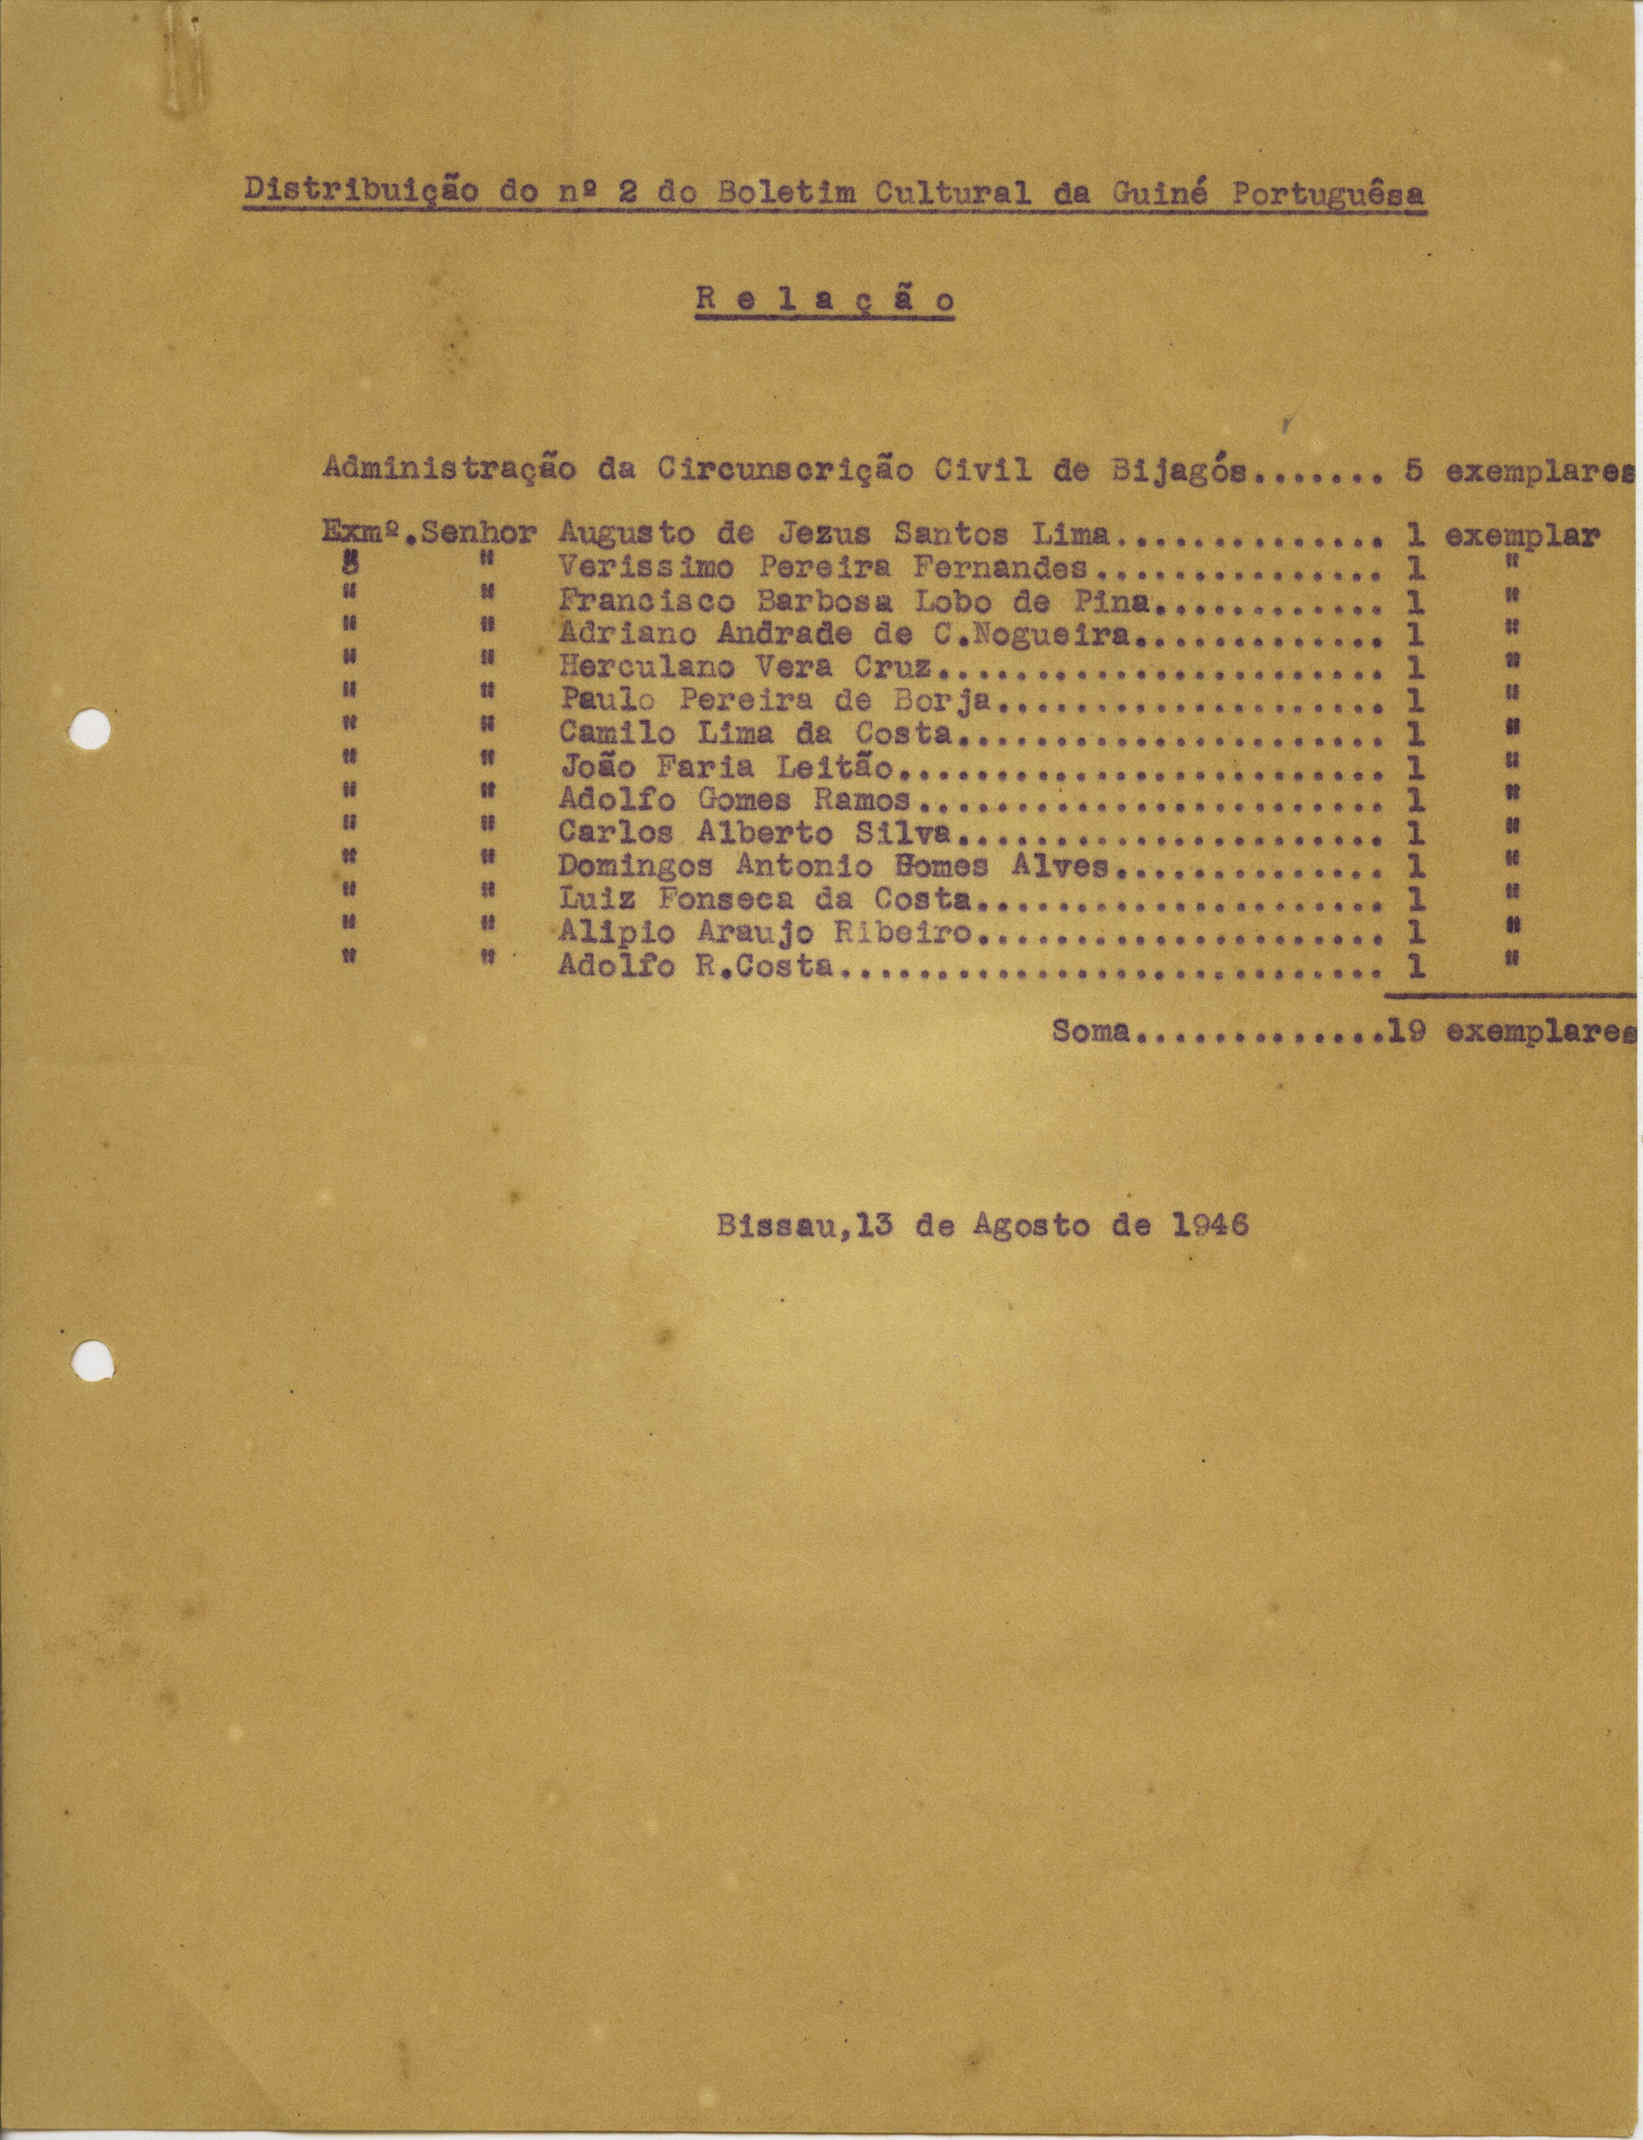 Distribuição do nº 2 do Boletim Cultural da Guiné Portuguêsa
R e l a ç ã o
Administração da Circunscrição Civil de Bijagós....... 5 exemplares
Exmº.Senhor Augusto de Jezus Santos Lima.............. 1 exemplar
" " Verissimo Pereira Fernandes............... 1 "
" " Francisco Barbosa Lobo de Pina............ 1 "
" " Adriano Andrade de C.Nogueira............. 1 "
" " Herculano Vera Cruz....................... 1 "
" " Paulo Pereira de Borja.................... 1 "
" " Camilo Lima da Costa...................... 1 "
" " João Faria Leitão......................... 1 "
" " Adolfo Gomes Ramos........................ 1 "
" " Carlos Alberto Silva...................... 1 "
" " Domingos Antonio Gomes Alves.............. 1 "
" " Luiz Fonseca da Costa..................... 1 "
" " Alipio Araujo Ribeiro..................... 1 "
" " Adolfo R.Costa............................ 1 "
Soma.............19 exemplares
Bissau,13 de Agosto de 1946